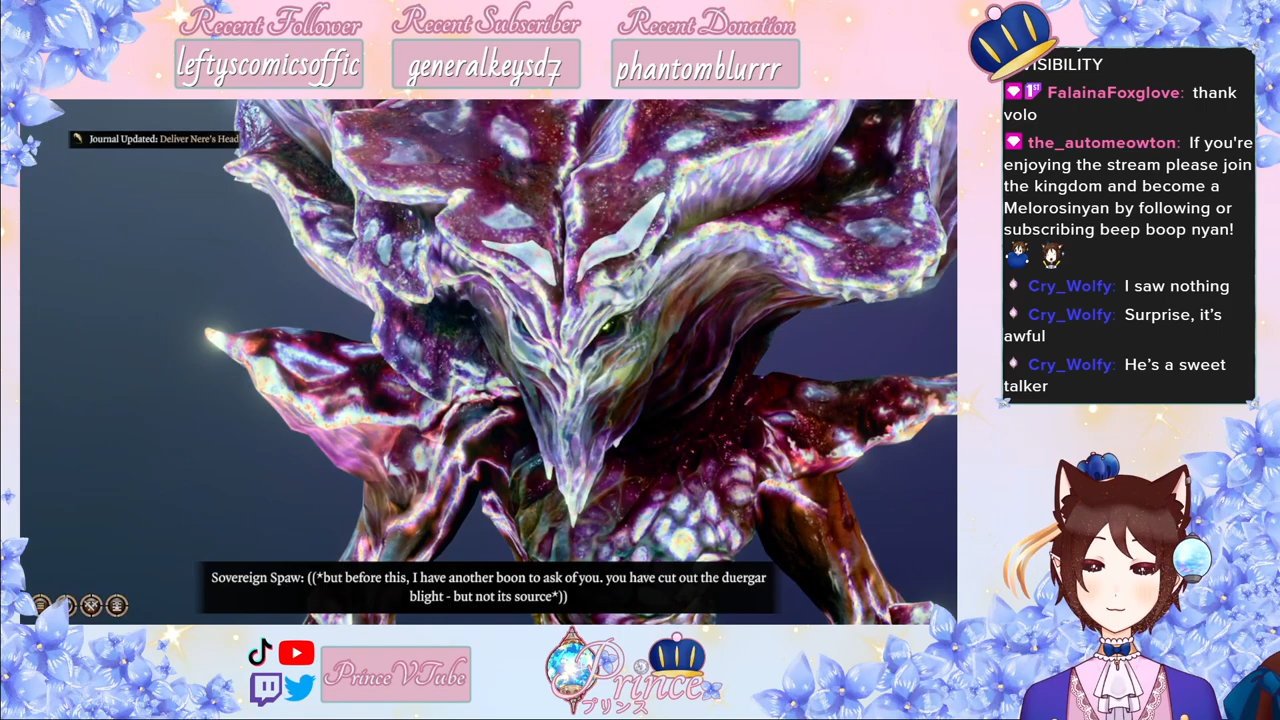 Recent Follower
Recent Subscriber
Recent Donation
leftyscomicsoffic
generalkeysd7
phantomblurrr
Journal Updated: Deliver Nere's Head
VISIBILITY
FalainaFoxglove: thank
volo
the_automeowton: If you're
enjoying the stream please join
the kingdom and become a
Melorosinyan by following or
subscribing beep boop nyan!
Cry_Wolfy: I saw nothing
Cry_Wolfy: Surprise, it's
awful
Cry_Wolfy: He's a sweet
talker
Sovereign Spaw: ((*but before this, I have another boon to ask of you. you have cut out the duergar
blight - but not its source*))
Prince VTube
Prince
プリンス